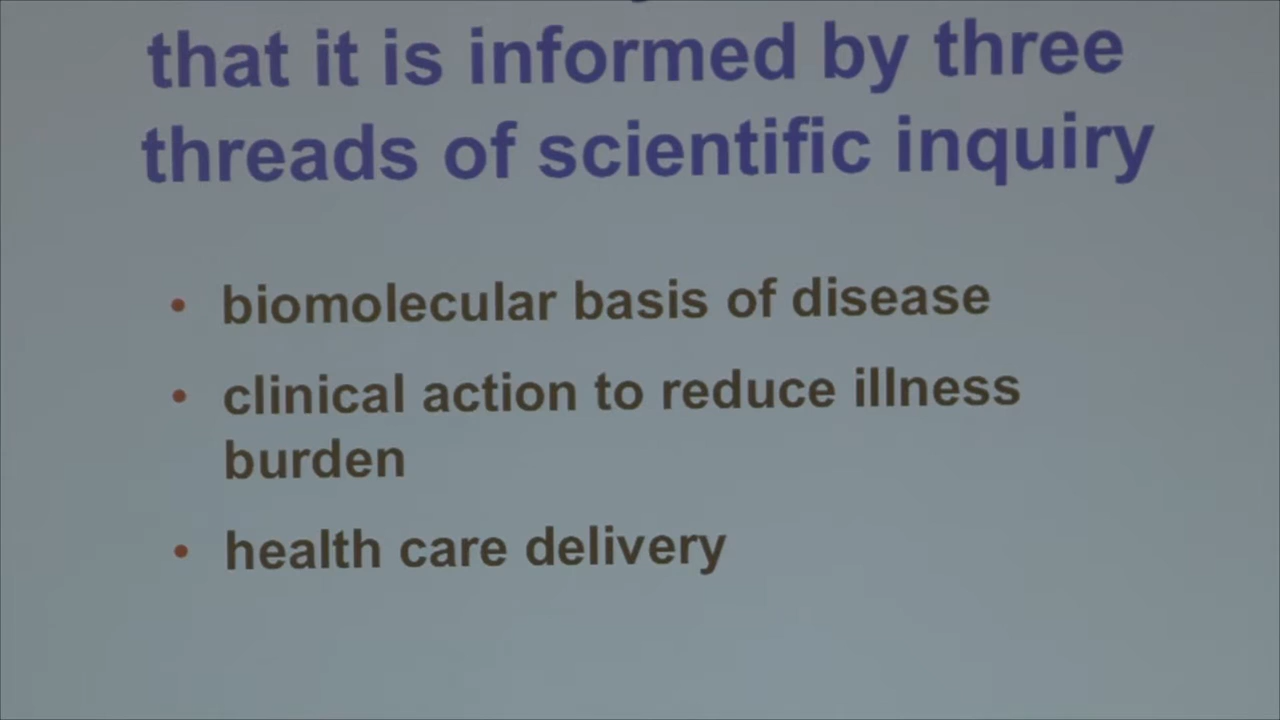 that it is informed by three
threads of scientific inquiry
• biomolecular basis of disease
• clinical action to reduce illness
burden
• health care delivery